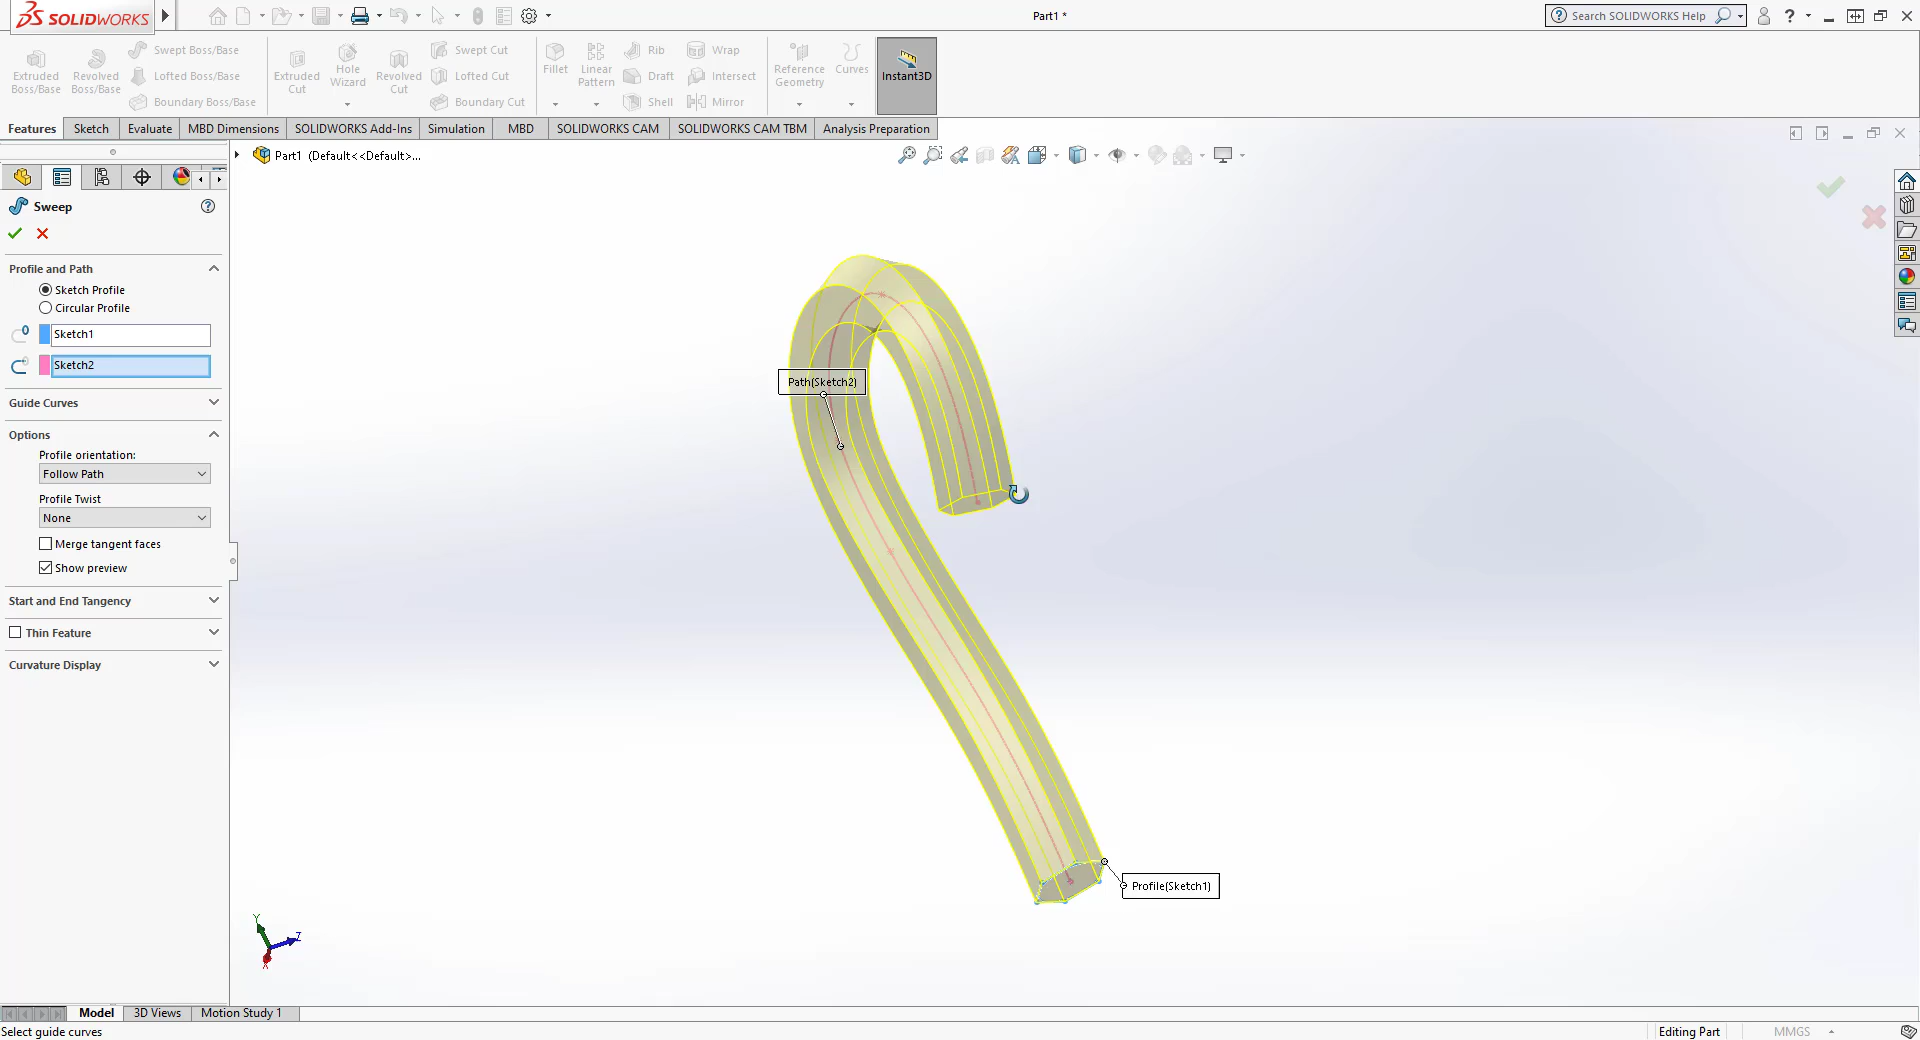 SOLIDWORKS
Part1 *
Search SOLIDWORKS Help
?
Extruded Boss/Base
Revolved Boss/Base
Swept Boss/Base
Lofted Boss/Base
Boundary Boss/Base
Extruded Cut
Hole Wizard
Revolved Cut
Swept Cut
Lofted Cut
Boundary Cut
Fillet
Linear Pattern
Rib
Draft
Shell
Wrap
Intersect
Mirror
Reference Geometry
Curves
Instant3D
Features
Sketch
Evaluate
MBD Dimensions
SOLIDWORKS Add-Ins
Simulation
MBD
SOLIDWORKS CAM
SOLIDWORKS CAM TBM
Analysis Preparation
Part1 (Default<<Default>...
Sweep
?
Profile and Path
Sketch Profile
Circular Profile
Sketch1
Sketch2
Guide Curves
Options
Profile orientation:
Follow Path
Profile Twist
None
Merge tangent faces
Show preview
Start and End Tangency
Thin Feature
Curvature Display
Path(Sketch2)
Profile(Sketch1)
Y
Z
X
Model
3D Views
Motion Study 1
Select guide curves
Editing Part
MMGS